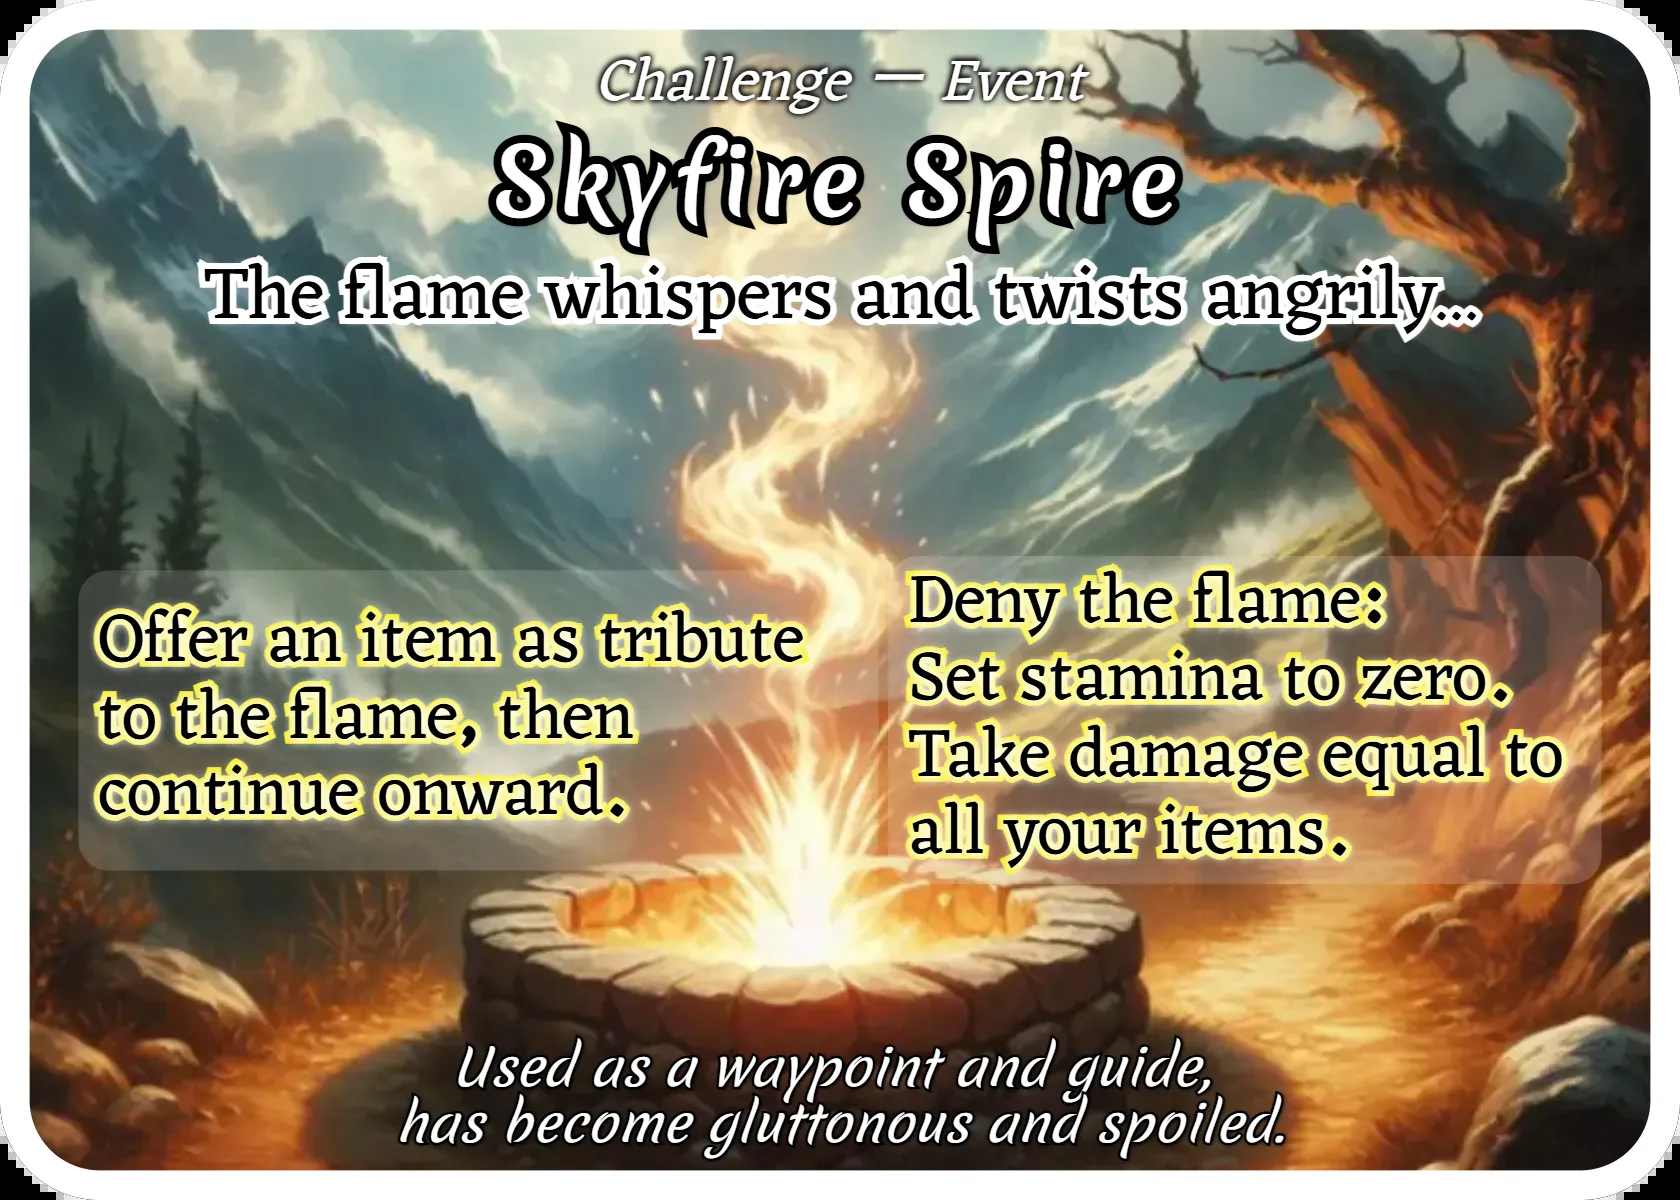 Challenge — Event
Skyfire Spire
The flame whispers and twists angrily...
Offer an item as tribute
to the flame, then
continue onward.
Deny the flame:
Set stamina to zero.
Take damage equal to
all your items.
Used as a waypoint and guide,
has become gluttonous and spoiled.